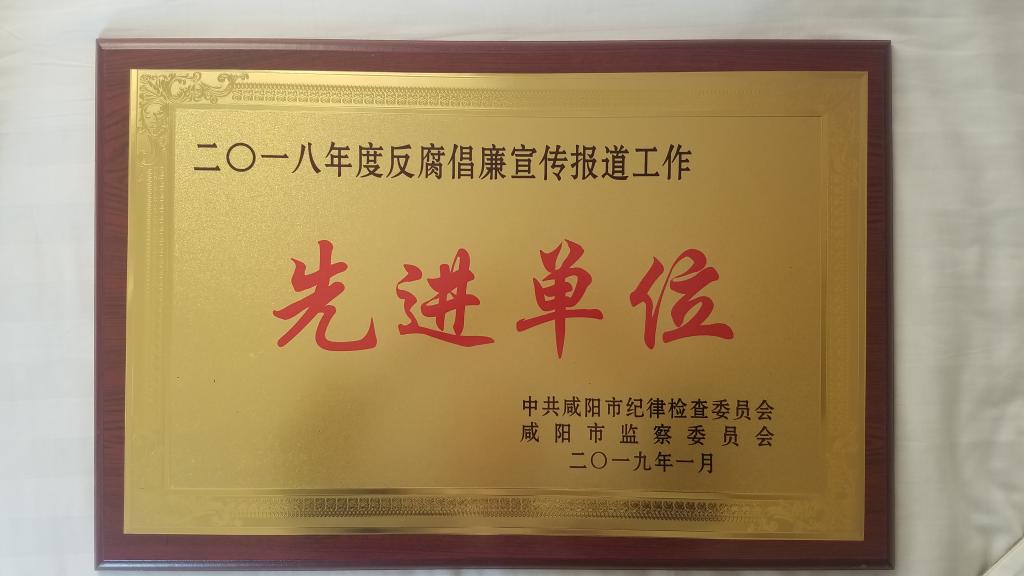 二〇一八年度反腐倡廉宣传报道工作
先进单位
中共咸阳市纪律检查委员会
咸阳市监察委员会
二〇一九年一月